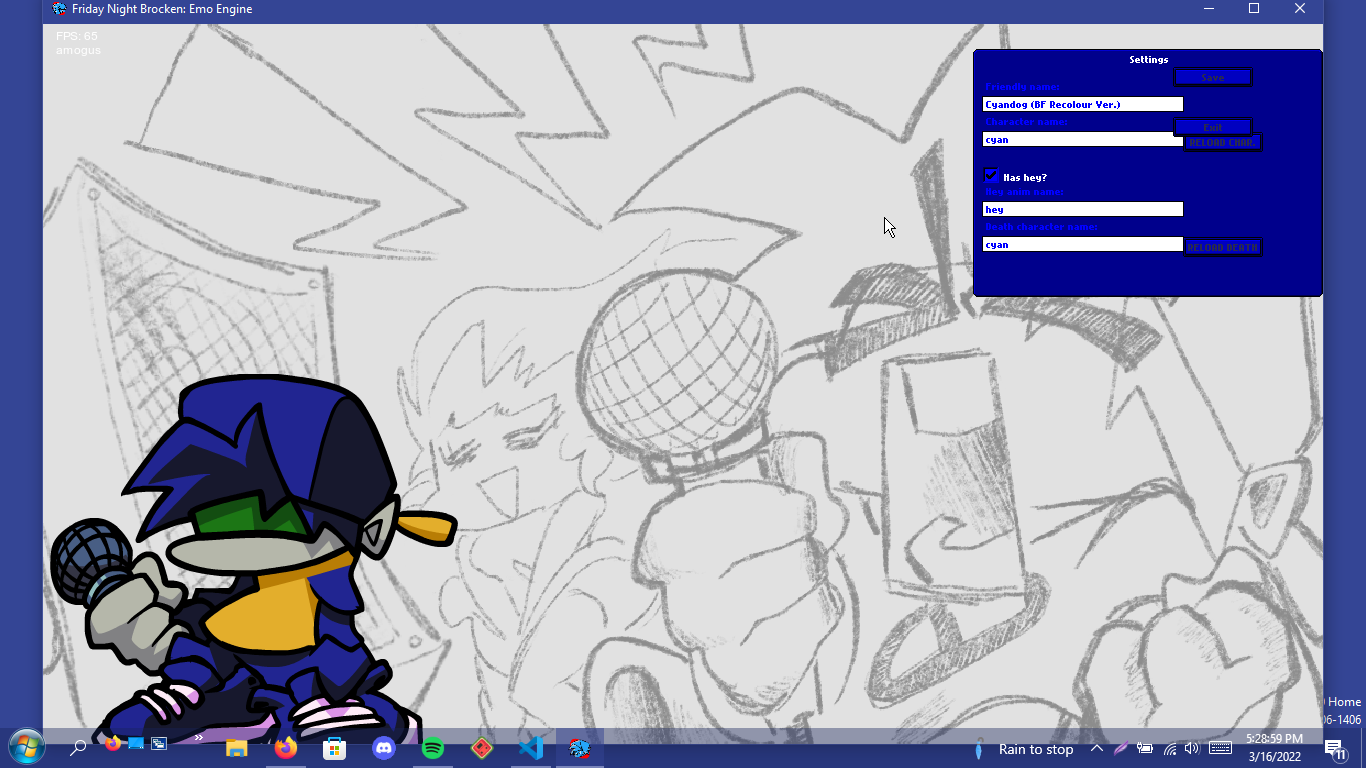 Friday Night Brocken: Emo Engine
FPS: 65
amogus
Settings
Save
Friendly name:
Cyandog (BF Recolour Ver.)
Character name:
Exit
cyan
RELOAD CHAR.
Has hey?
Hey anim name:
hey
Death character name:
cyan
RELOAD DEATH
Home
06-1406
Rain to stop
5:28:59 PM
3/16/2022
11